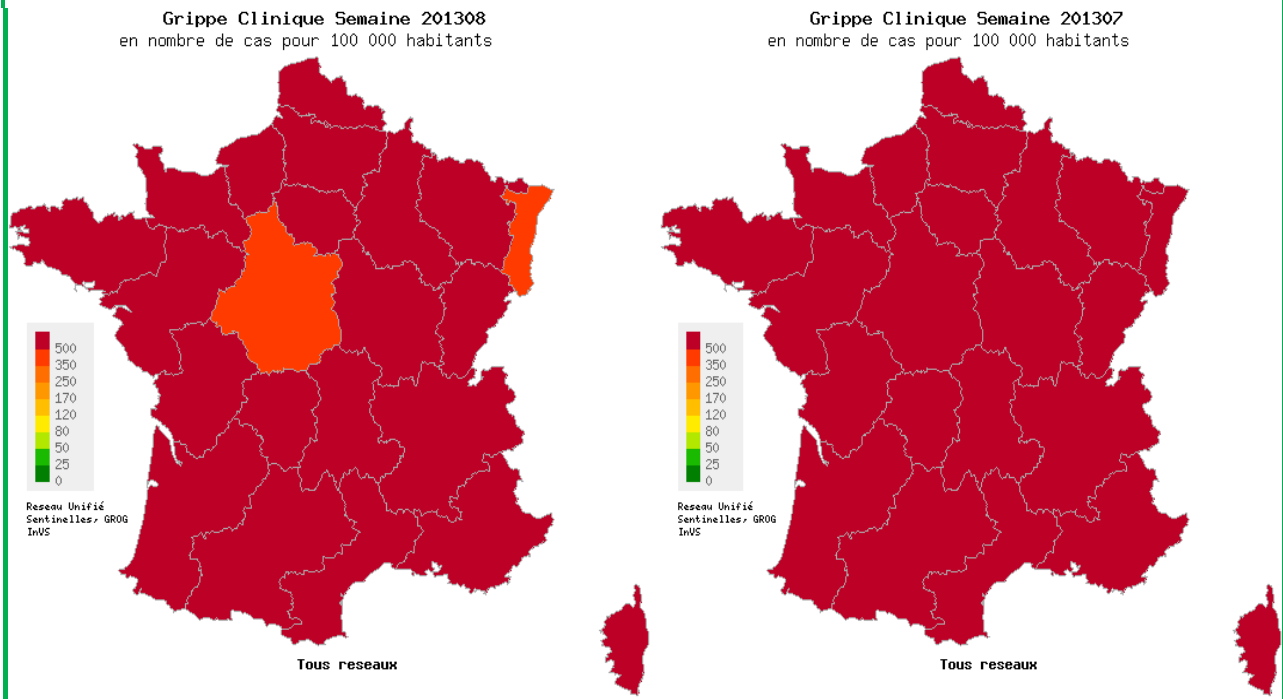 Grippe Clinique Semaine 201308
en nombre de cas pour 100 000 habitants
500
350
250
170
120
80
50
25
0
Reseau Unifié
Sentinelles, GROG
InVS
Tous reseaux
Grippe Clinique Semaine 201307
en nombre de cas pour 100 000 habitants
500
350
250
170
120
80
50
25
0
Reseau Unifié
Sentinelles, GROG
InVS
Tous reseaux